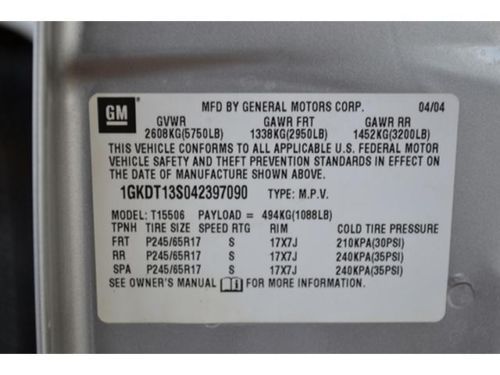 GM
MFD BY GENERAL MOTORS CORP. 04/04
GVWR GAWR FRT GAWR RR
2608KG(5750LB) 1338KG(2950LB) 1452KG(3200LB)
THIS VEHICLE CONFORMS TO ALL APPLICABLE U.S. FEDERAL MOTOR
VEHICLE SAFETY AND THEFT PREVENTION STANDARDS IN EFFECT ON
THE DATE OF MANUFACTURE SHOWN ABOVE.
1GKDT13S042397090 TYPE: M.P.V.
MODEL: T15506 PAYLOAD = 494KG(1088LB)
TPNH TIRE SIZE SPEED RTG RIM COLD TIRE PRESSURE
FRT P245/65R17 S 17X7J 210KPA(30PSI)
RR P245/65R17 S 17X7J 240KPA(35PSI)
SPA P245/65R17 S 17X7J 240KPA(35PSI)
SEE OWNER'S MANUAL FOR MORE INFORMATION.